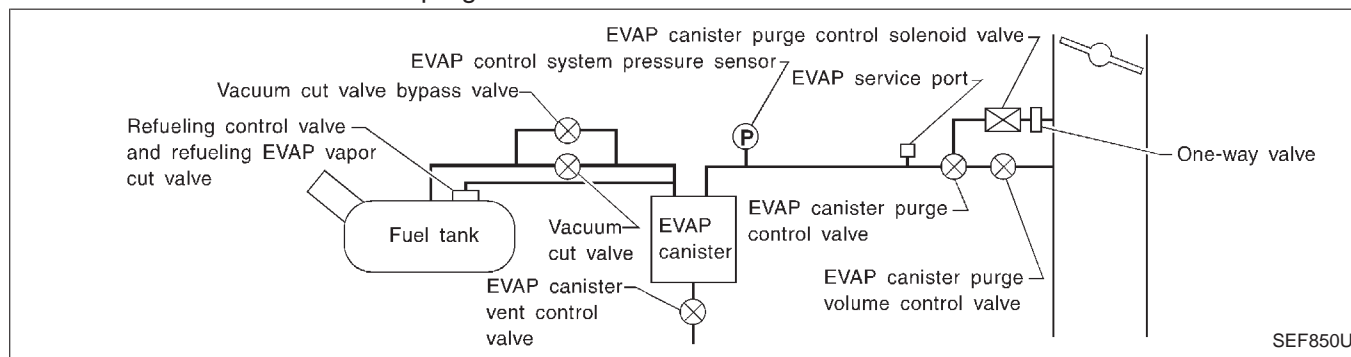 EVAP canister purge control solenoid valve
EVAP control system pressure sensor
EVAP service port
Vacuum cut valve bypass valve
Refueling control valve
and refueling EVAP vapor
cut valve
P
One-way valve
Fuel tank
Vacuum
cut valve
EVAP
canister
EVAP canister purge
control valve
EVAP canister purge
volume control valve
EVAP canister
vent control
valve
SEF850U